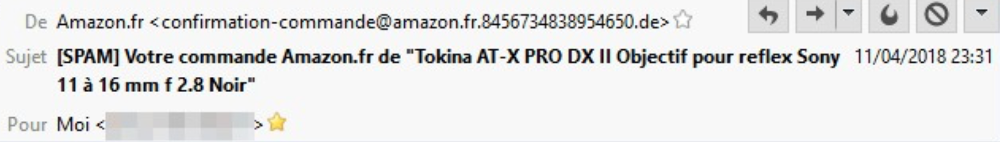 De Amazon.fr <confirmation-commande@amazon.fr.8456734838954650.de>
Sujet [SPAM] Votre commande Amazon.fr de "Tokina AT-X PRO DX II Objectif pour reflex Sony 11/04/2018 23:31
11 à 16 mm f 2.8 Noir"
Pour Moi < >